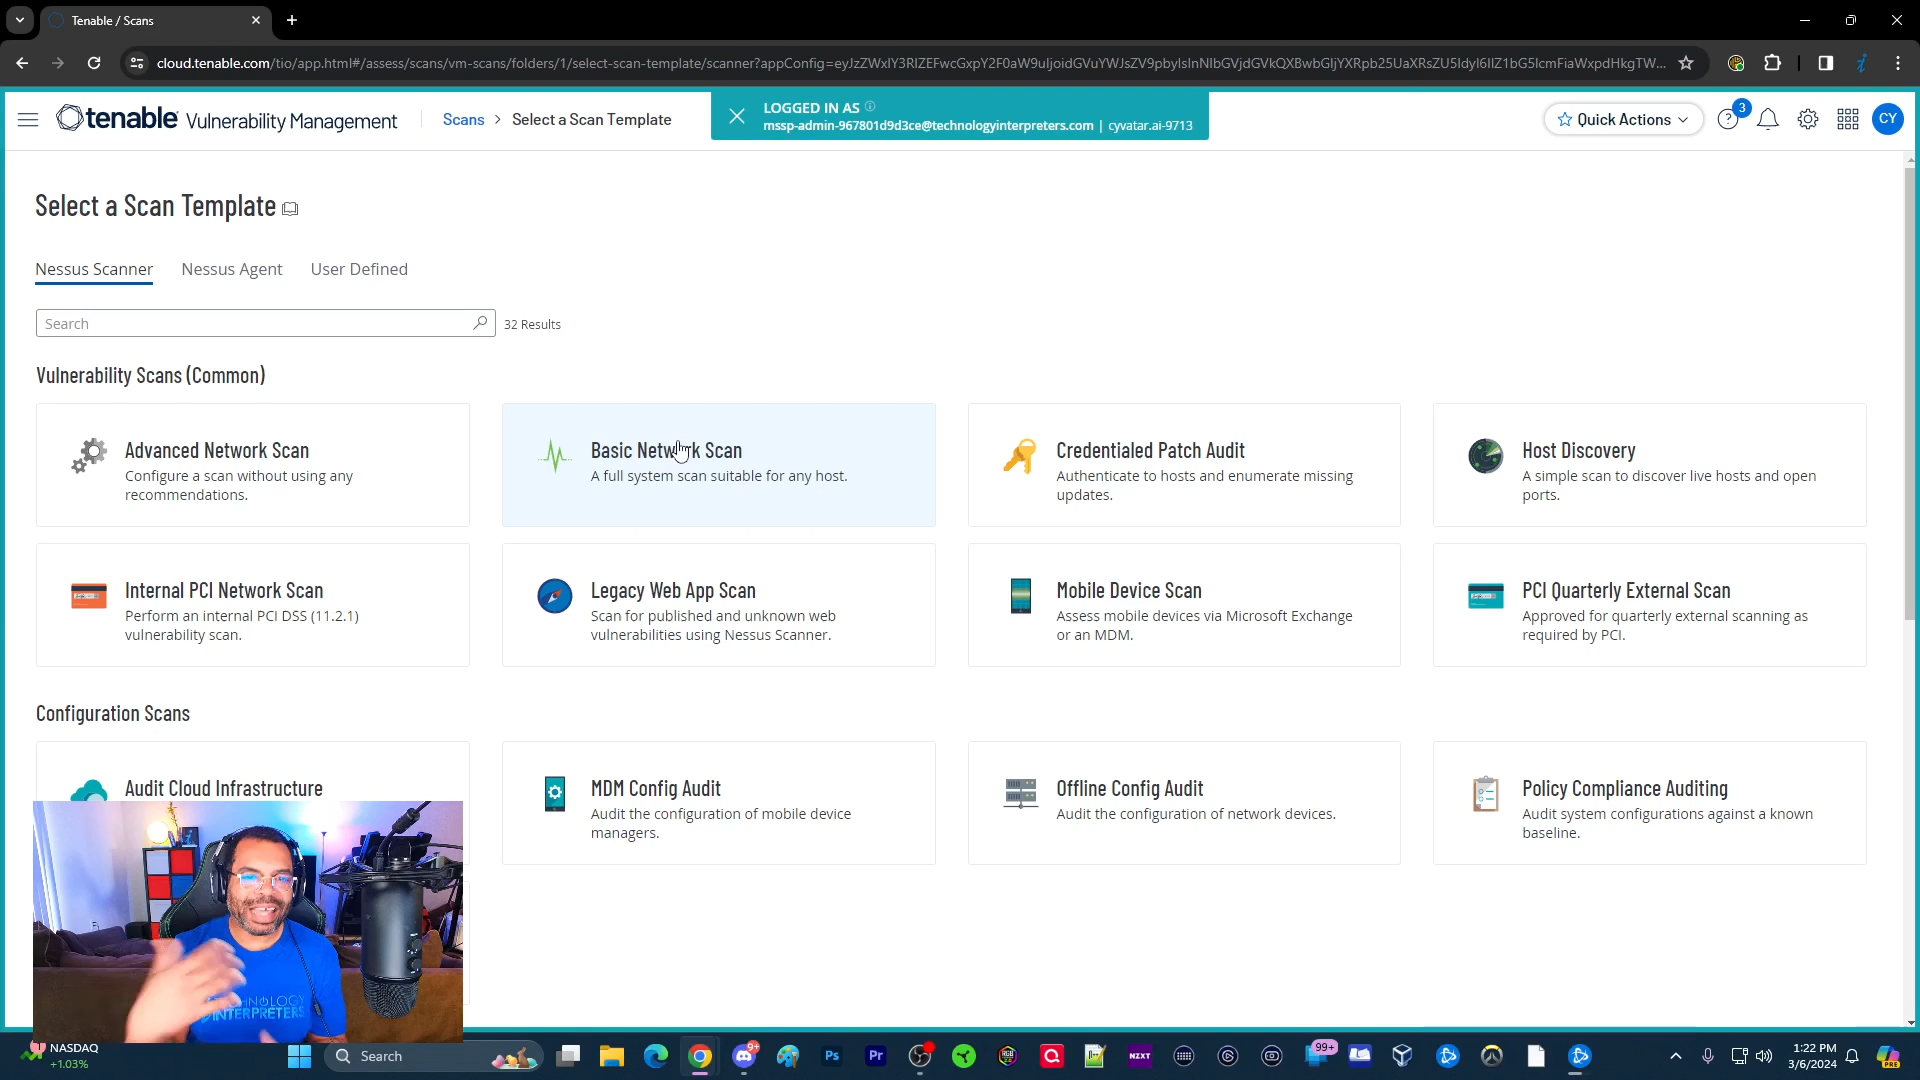 Tenable / Scans
cloud.tenable.com/tio/app.html#/assess/scans/vm-scans/folders/1/select-scan-template/scanner?appConfig=
tenable Vulnerability Management
Scans > Select a Scan Template
LOGGED IN AS
mssp-admin-967801d9d3ce@technologyinterpreters.com | cyvatar.ai-9713
Quick Actions
3
CY
Select a Scan Template
Nessus Scanner Nessus Agent User Defined
Search
32 Results
Vulnerability Scans (Common)
Advanced Network Scan
Configure a scan without using any
recommendations.
Basic Network Scan
A full system scan suitable for any host.
Credentialed Patch Audit
Authenticate to hosts and enumerate missing
updates.
Host Discovery
A simple scan to discover live hosts and open
ports.
Internal PCI Network Scan
Perform an internal PCI DSS (11.2.1)
vulnerability scan.
Legacy Web App Scan
Scan for published and unknown web
vulnerabilities using Nessus Scanner.
Mobile Device Scan
Assess mobile devices via Microsoft Exchange
or an MDM.
PCI Quarterly External Scan
Approved for quarterly external scanning as
required by PCI.
Configuration Scans
Audit Cloud Infrastructure
MDM Config Audit
Audit the configuration of mobile device
managers.
Offline Config Audit
Audit the configuration of network devices.
Policy Compliance Auditing
Audit system configurations against a known
baseline.
INTERPRETERS
NASDAQ
+1.03%
Search
9+
Ps
Pr
NZXT
99+
1:22 PM
3/6/2024
PRE